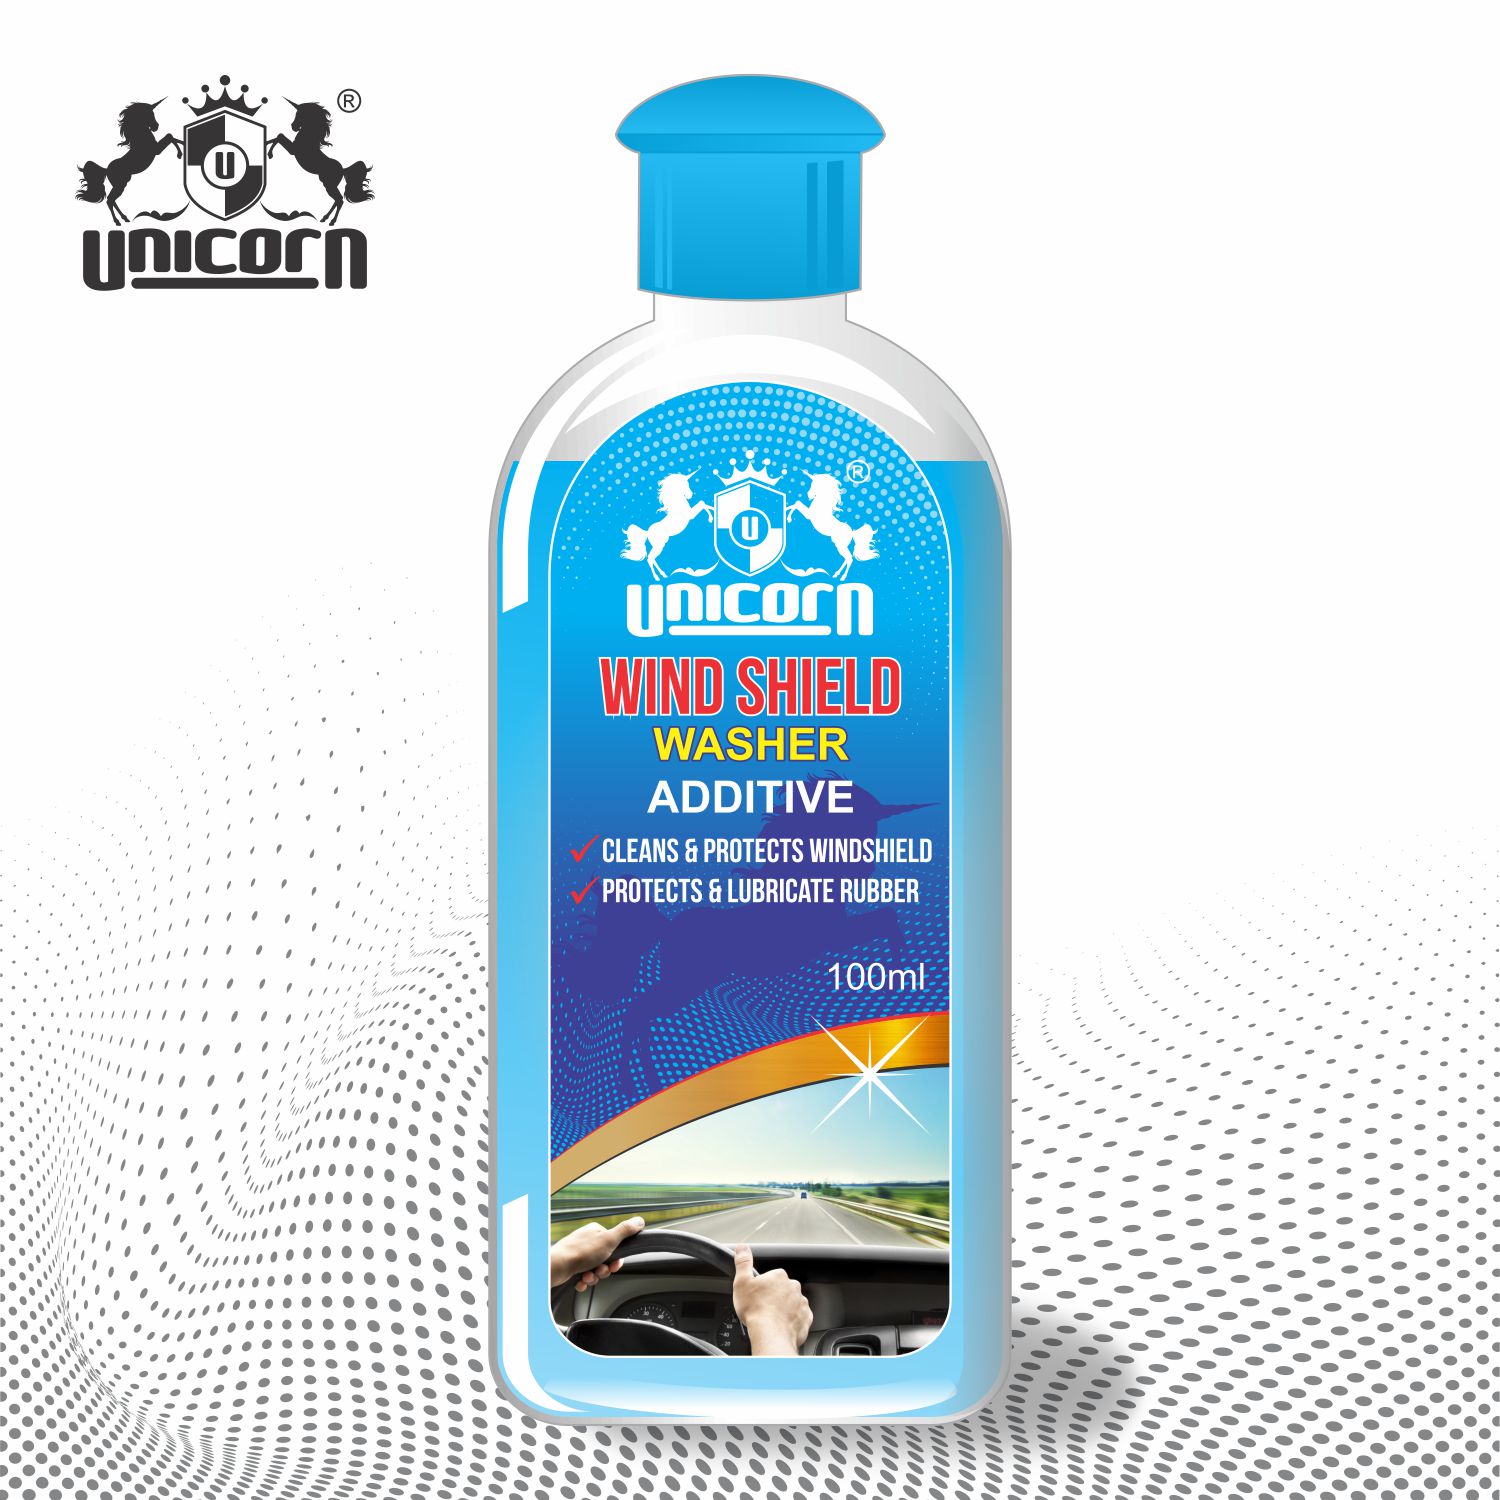 ®
U
UNICORN
®
U
UNICORN
WIND SHIELD
WASHER
ADDITIVE
CLEANS & PROTECTS WINDSHIELD
PROTECTS & LUBRICATE RUBBER
100ml